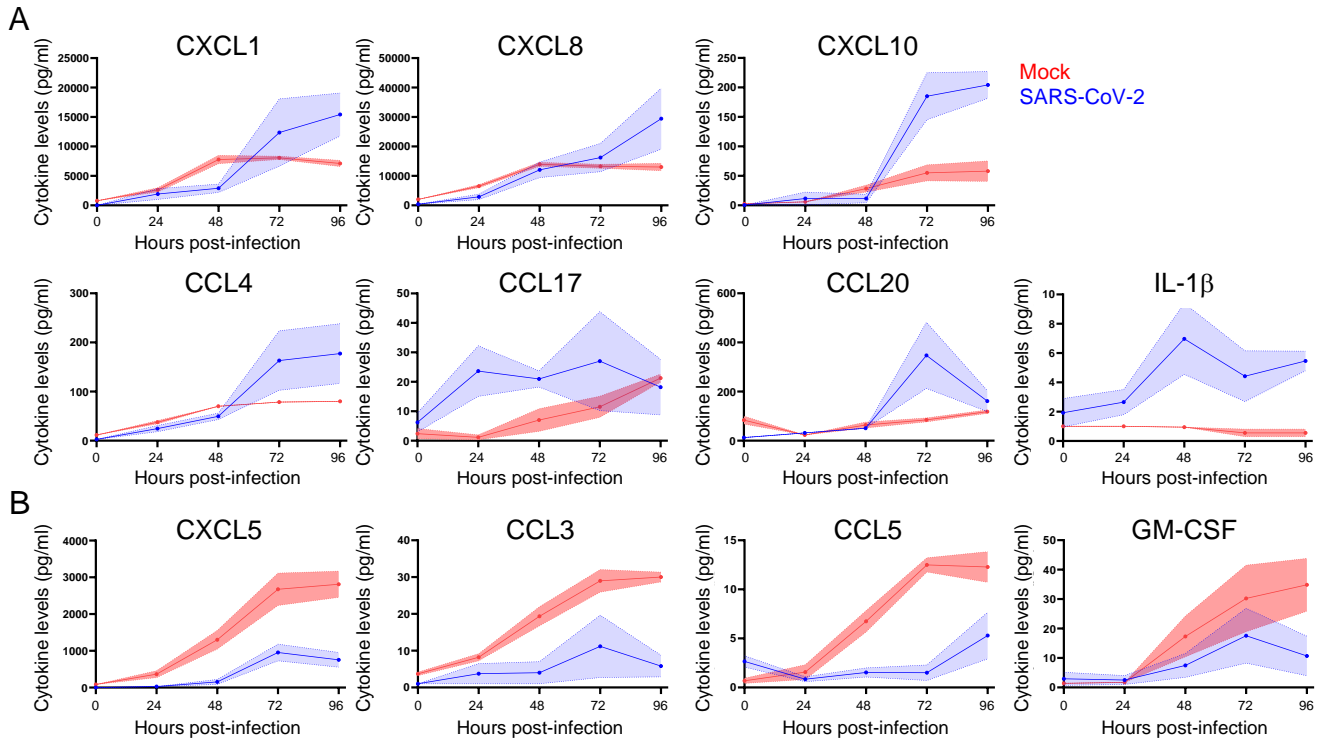 A
CXCL1
CXCL8
CXCL10
Mock
SARS-CoV-2
Cytokine levels (pg/ml)
25000
20000
15000
10000
5000
0
0 24 48 72 96
Hours post-infection
Cytokine levels (pg/ml)
50000
40000
30000
20000
10000
0
0 24 48 72 96
Hours post-infection
Cytokine levels (pg/ml)
250
200
150
100
50
0
0 24 48 72 96
Hours post-infection
CCL4
CCL17
CCL20
IL-1β
Cytokine levels (pg/ml)
300
200
100
0
0 24 48 72 96
Hours post-infection
Cytokine levels (pg/ml)
50
40
30
20
10
0
0 24 48 72 96
Hours post-infection
Cytokine levels (pg/ml)
600
400
200
0
0 24 48 72 96
Hours post-infection
Cytokine levels (pg/ml)
10
8
6
4
2
0
0 24 48 72 96
Hours post-infection
B
CXCL5
CCL3
CCL5
GM-CSF
Cytokine levels (pg/ml)
4000
3000
2000
1000
0
0 24 48 72 96
Hours post-infection
Cytokine levels (pg/ml)
40
30
20
10
0
0 24 48 72 96
Hours post-infection
Cytokine levels (pg/ml)
15
10
5
0
0 24 48 72 96
Hours post-infection
Cytokine levels (pg/ml)
50
40
30
20
10
0
0 24 48 72 96
Hours post-infection